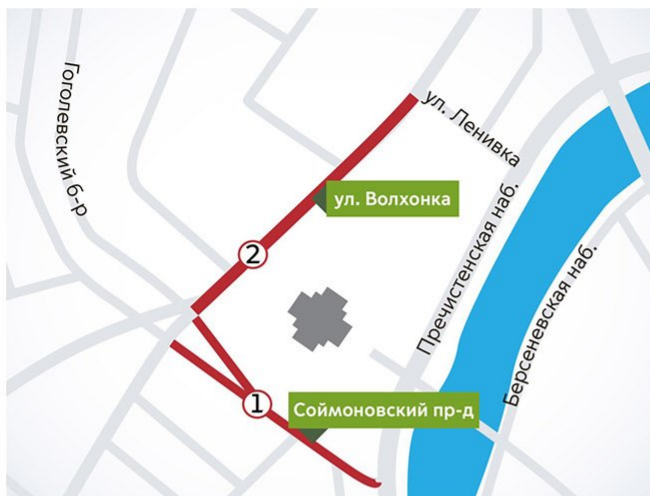 Гоголевский б-р
ул. Ленивка
ул. Волхонка
2
Пречистенская наб.
Берсеневская наб.
1
Соймоновский пр-д